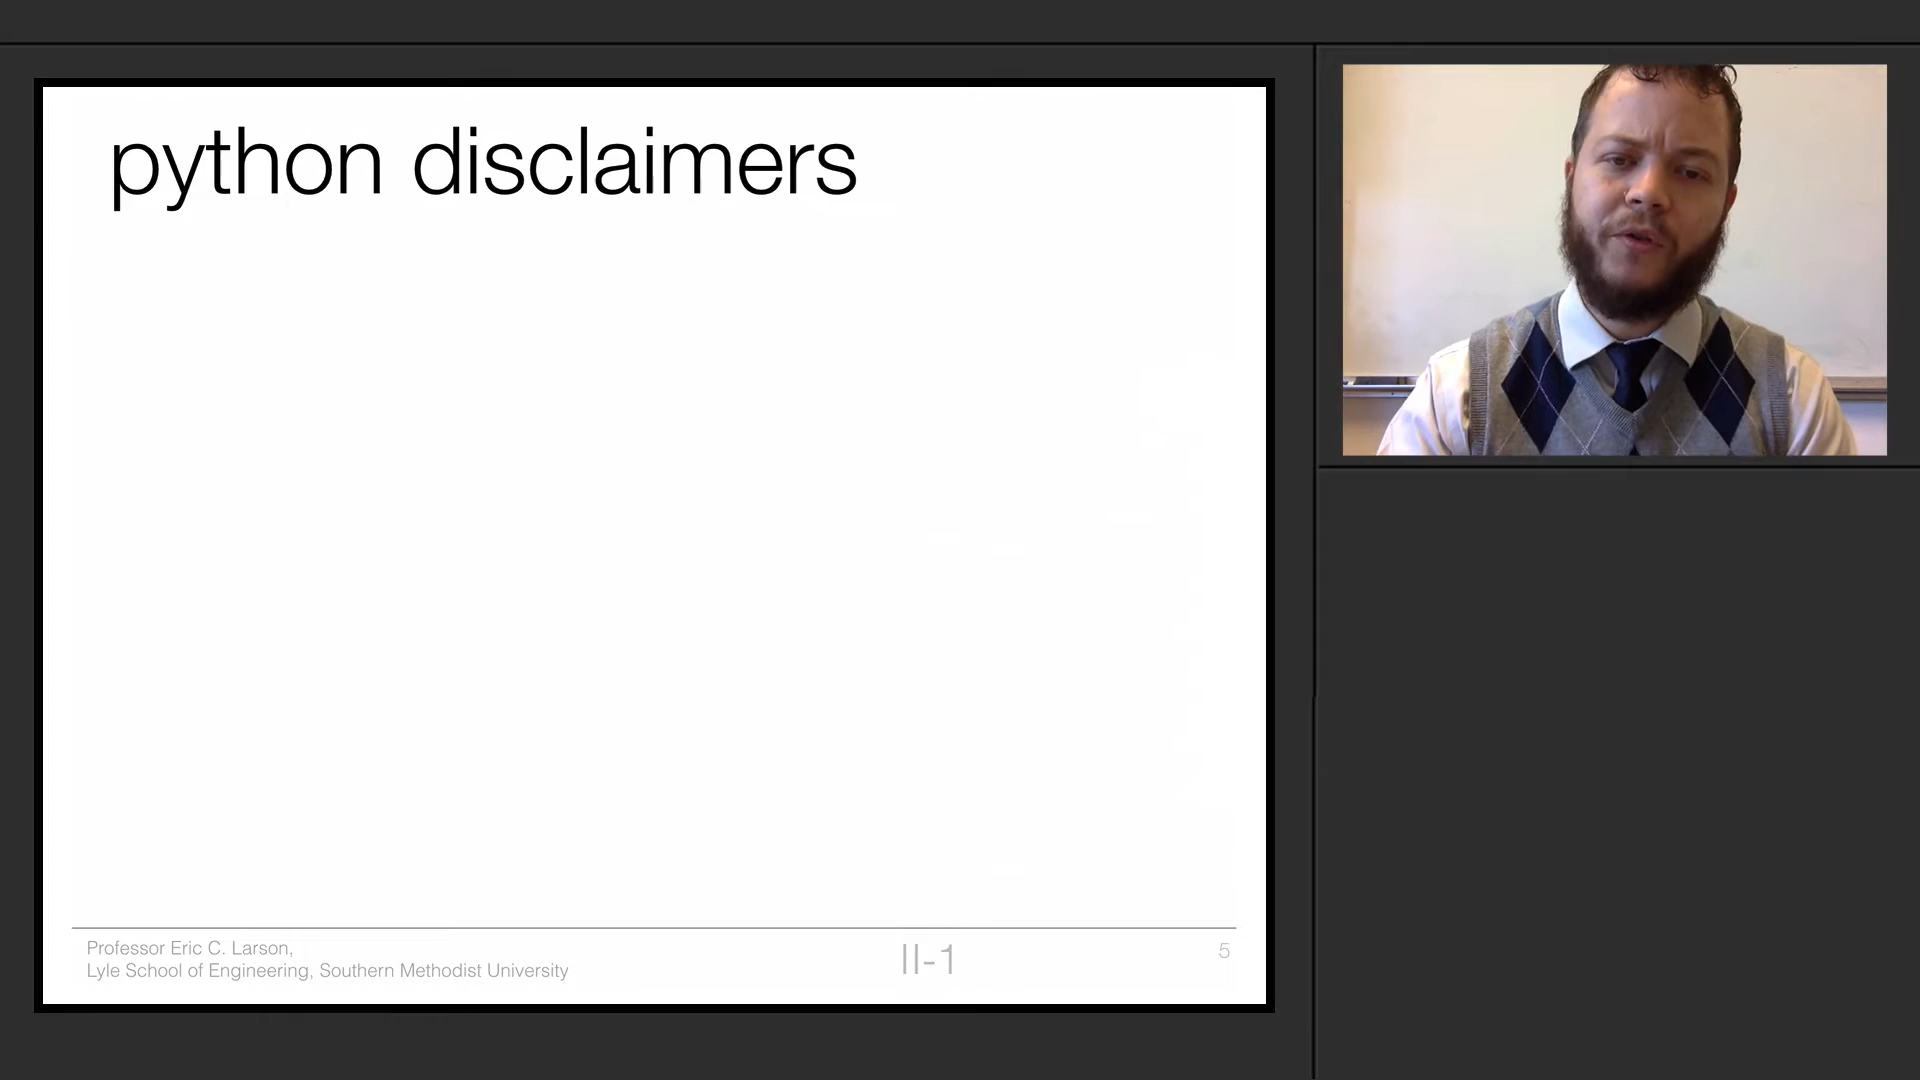 python disclaimers
Professor Eric C. Larson,
Lyle School of Engineering, Southern Methodist University
II-1
5